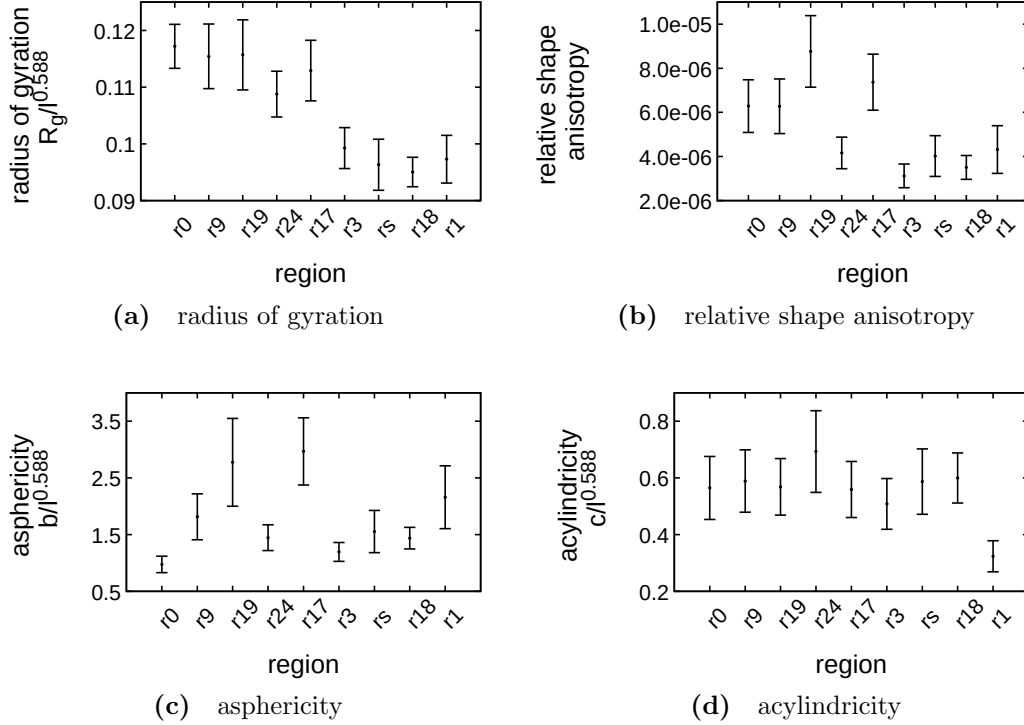 radius of gyration
R_g/l^0.588
0.12
0.11
0.1
0.09
r0 r9 r19 r24 r17 r3 rs r18 r1
region
(a) radius of gyration
relative shape
anisotropy
1.0e-05
8.0e-06
6.0e-06
4.0e-06
2.0e-06
r0 r9 r19 r24 r17 r3 rs r18 r1
region
(b) relative shape anisotropy
asphericity
b/l^0.588
3.5
2.5
1.5
0.5
r0 r9 r19 r24 r17 r3 rs r18 r1
region
(c) asphericity
acylindricity
c/l^0.588
0.8
0.6
0.4
0.2
r0 r9 r19 r24 r17 r3 rs r18 r1
region
(d) acylindricity